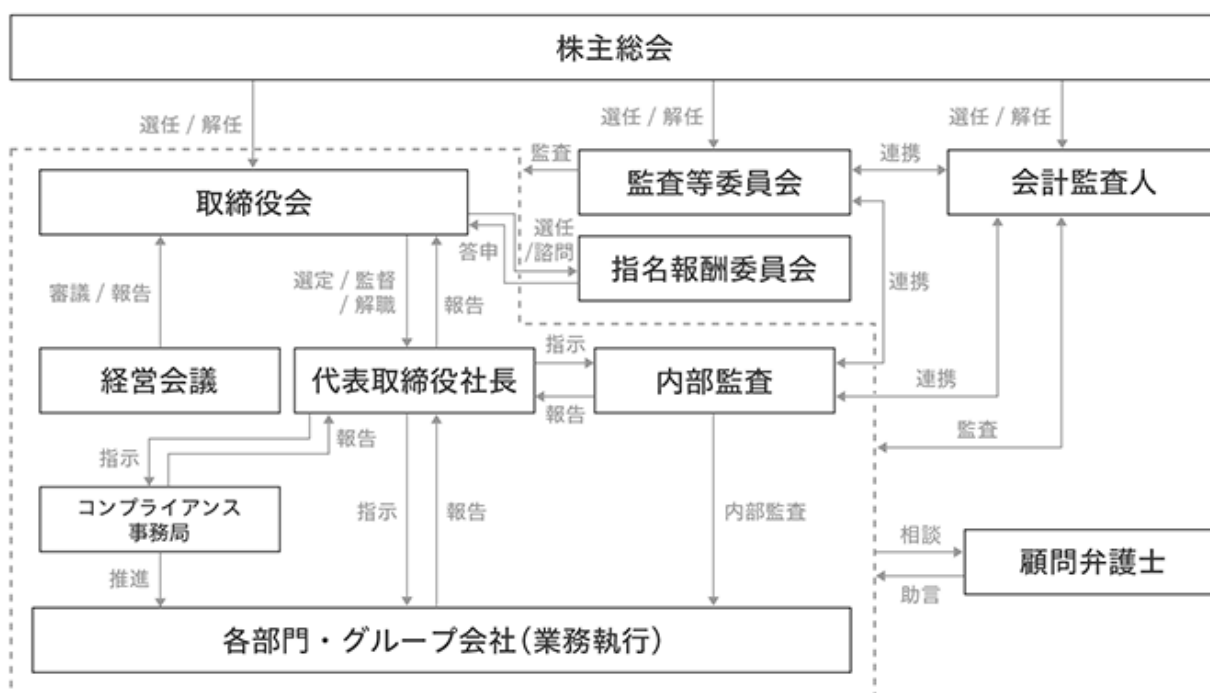 株主総会
選任 / 解任
選任 / 解任
選任 / 解任
監査
監査等委員会
連携
会計監査人
取締役会
選任
/諮問
答申
指名報酬委員会
審議 / 報告
選定 / 監督
/ 解職
報告
連携
経営会議
代表取締役社長
指示
報告
内部監査
連携
監査
指示
報告
コンプライアンス
事務局
指示
報告
内部監査
推進
相談
助言
顧問弁護士
各部門・グループ会社(業務執行)